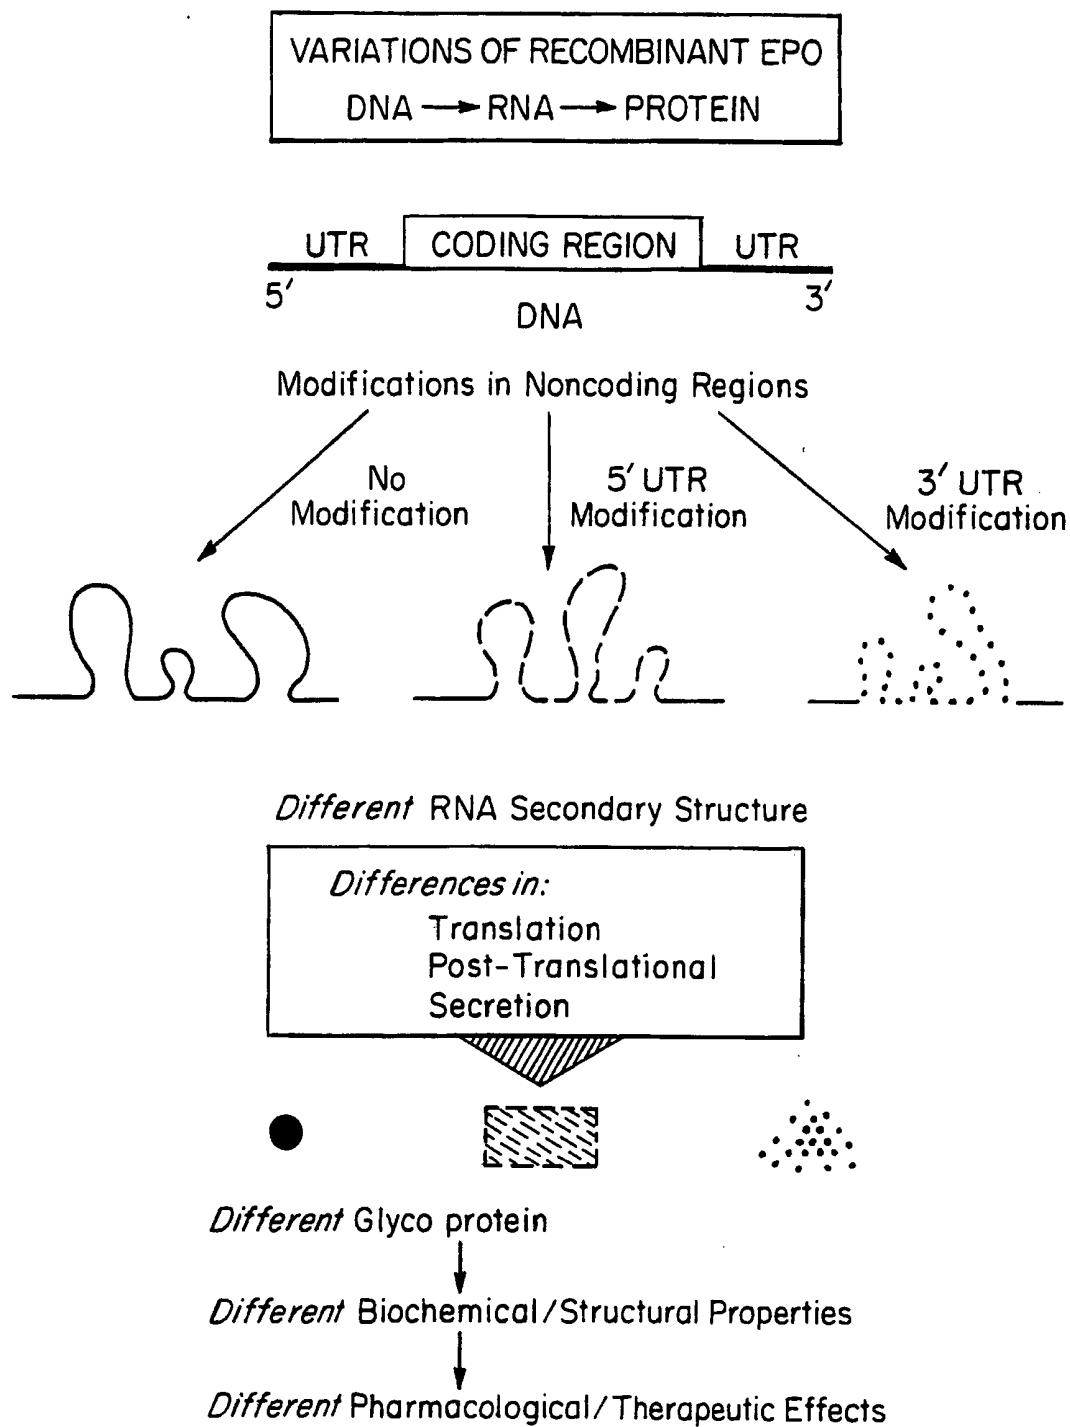 VARIATIONS OF RECOMBINANT EPO
DNA → RNA → PROTEIN
UTR CODING REGION UTR
5′ 3′
DNA
Modifications in Noncoding Regions
No Modification
5′ UTR Modification
3′ UTR Modification
Different RNA Secondary Structure
Differences in:
Translation
Post-Translational
Secretion
Different Glyco protein
Different Biochemical/Structural Properties
Different Pharmacological/Therapeutic Effects